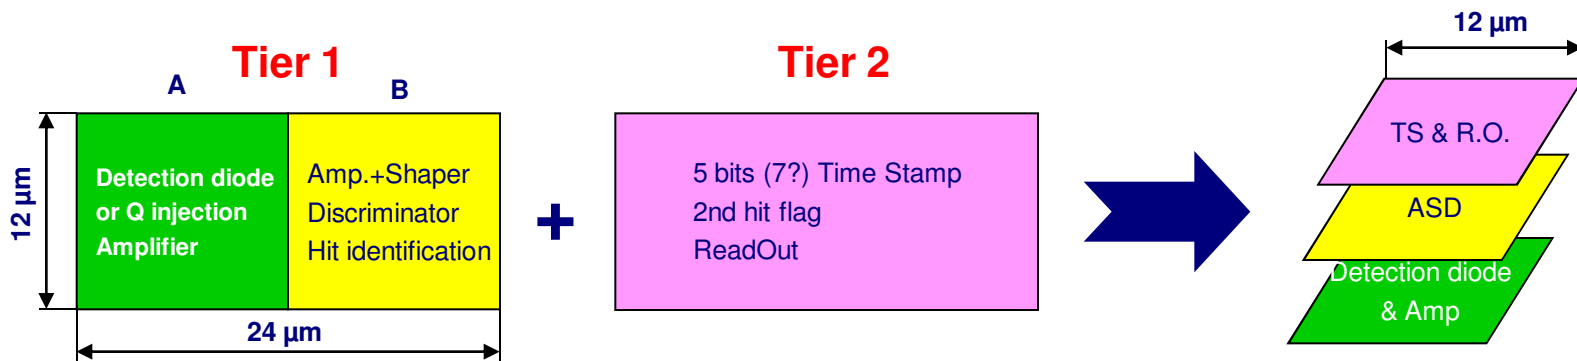 Tier 1
A
B
12 µm
Detection diode
or Q injection
Amplifier
Amp.+Shaper
Discriminator
Hit identification
24 µm
+
Tier 2
5 bits (7?) Time Stamp
2nd hit flag
ReadOut
12 µm
TS & R.O.
ASD
Detection diode
& Amp